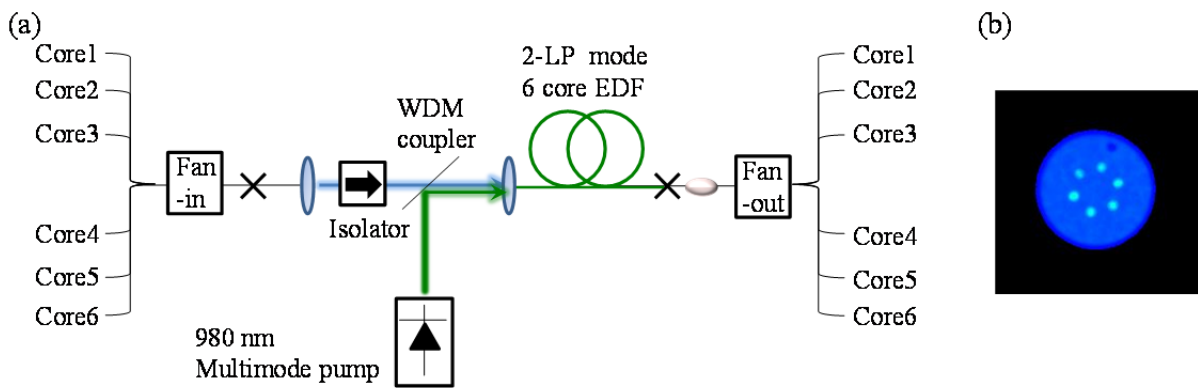 (a)
Core1
Core2
Core3
Core4
Core5
Core6
Fan
-in
Isolator
WDM
coupler
980 nm
Multimode pump
2-LP mode
6 core EDF
Fan
-out
Core1
Core2
Core3
Core4
Core5
Core6
(b)